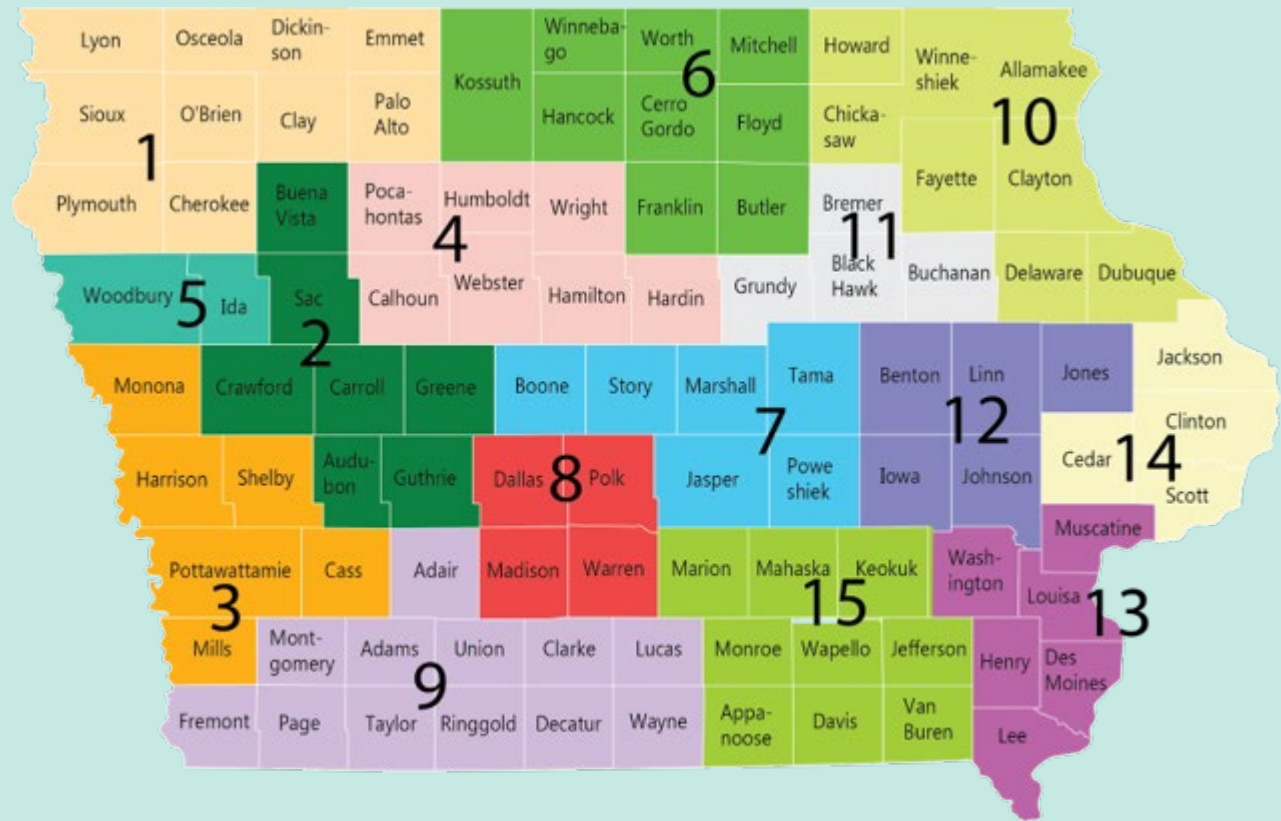 Lyon
Osceola
Dickin-
son
Emmet
Kossuth
Winneba-
go
Worth
Mitchell
Howard
Winne-
shiek
Allamakee
6
10
Sioux
O'Brien
Clay
Palo
Alto
Hancock
Cerro
Gordo
Floyd
Chicka-
saw
1
Fayette
Clayton
Plymouth
Cherokee
Buena
Vista
Poca-
hontas
Humboldt
Wright
Franklin
Butler
Bremer
4
11
Woodbury
5
Ida
Sac
2
Calhoun
Webster
Hamilton
Hardin
Grundy
Black
Hawk
Buchanan
Delaware
Dubuque
Monona
Crawford
Carroll
Greene
Boone
Story
Marshall
Tama
Benton
Linn
Jones
Jackson
7
12
Clinton
Harrison
Shelby
Audu-
bon
Guthrie
Dallas
8
Polk
Jasper
Powe
shiek
Iowa
Johnson
Cedar
14
Scott
Pottawattamie
Cass
Adair
Madison
Warren
Marion
Mahaska
Keokuk
Wash-
ington
Muscatine
3
15
Louisa
13
Mills
Mont-
gomery
Adams
Union
Clarke
Lucas
Monroe
Wapello
Jefferson
Henry
Des
Moines
9
Fremont
Page
Taylor
Ringgold
Decatur
Wayne
Appa-
noose
Davis
Van
Buren
Lee